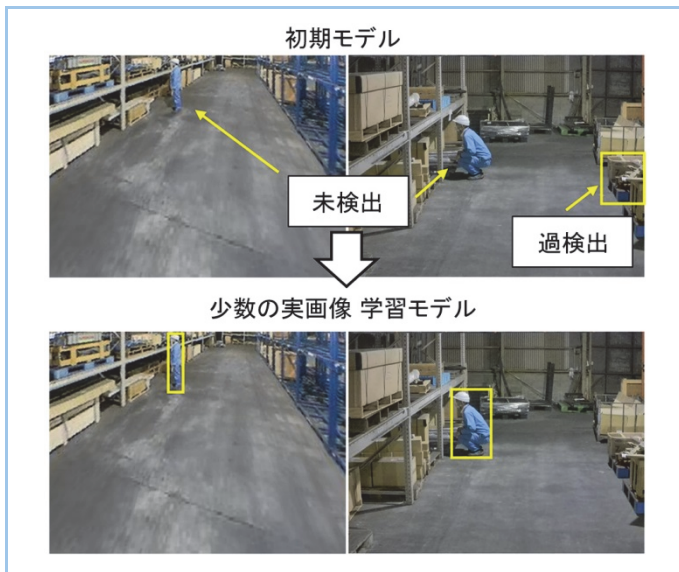 初期モデル
未検出
過検出
少数の実画像 学習モデル